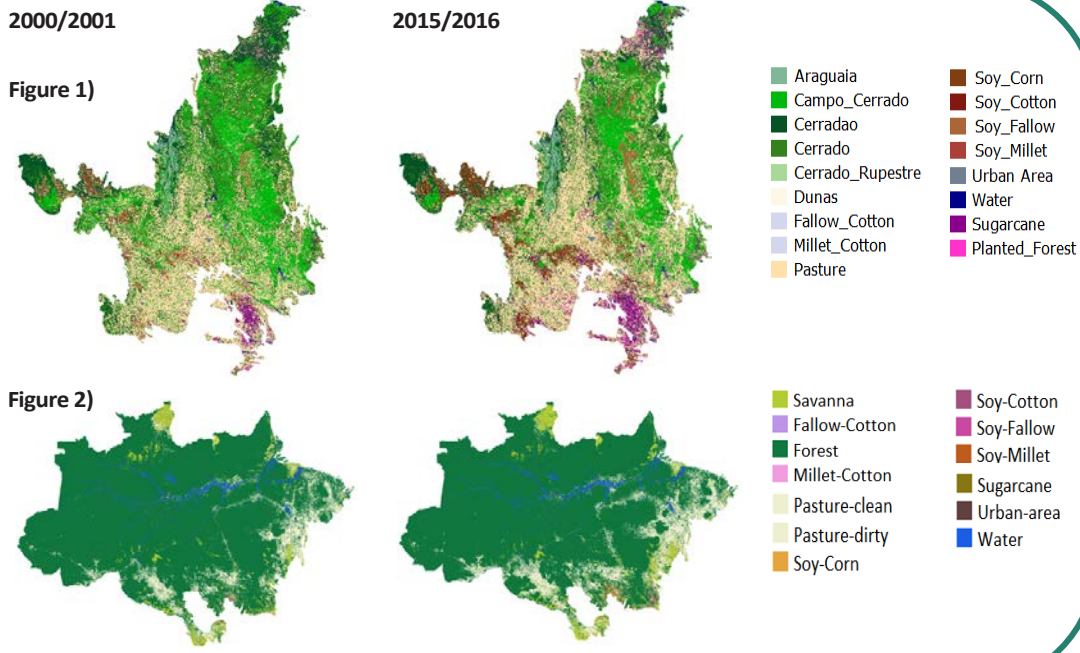 2000/2001
2015/2016
Figure 1)
Araguaia
Campo_Cerrado
Cerradao
Cerrado
Cerrado_Rupestre
Dunas
Fallow_Cotton
Millet_Cotton
Pasture
Soy_Corn
Soy_Cotton
Soy_Fallow
Soy_Millet
Urban Area
Water
Sugarcane
Planted_Forest
Figure 2)
Savanna
Fallow-Cotton
Forest
Millet-Cotton
Pasture-clean
Pasture-dirty
Soy-Corn
Soy-Cotton
Soy-Fallow
Soy-Millet
Sugarcane
Urban-area
Water